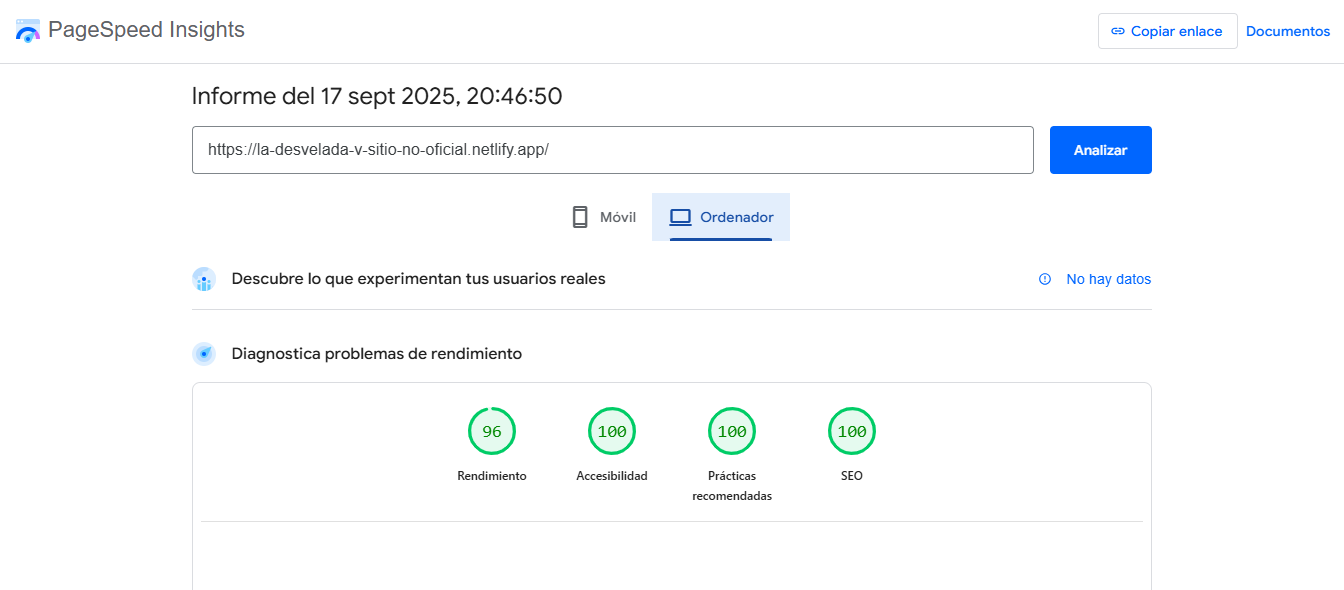 PageSpeed Insights
Copiar enlace
Documentos
Informe del 17 sept 2025, 20:46:50
https://la-desvelada-v-sitio-no-oficial.netlify.app/
Analizar
Móvil
Ordenador
Descubre lo que experimentan tus usuarios reales
No hay datos
Diagnostica problemas de rendimiento
96
100
100
100
Rendimiento
Accesibilidad
Prácticas
recomendadas
SEO